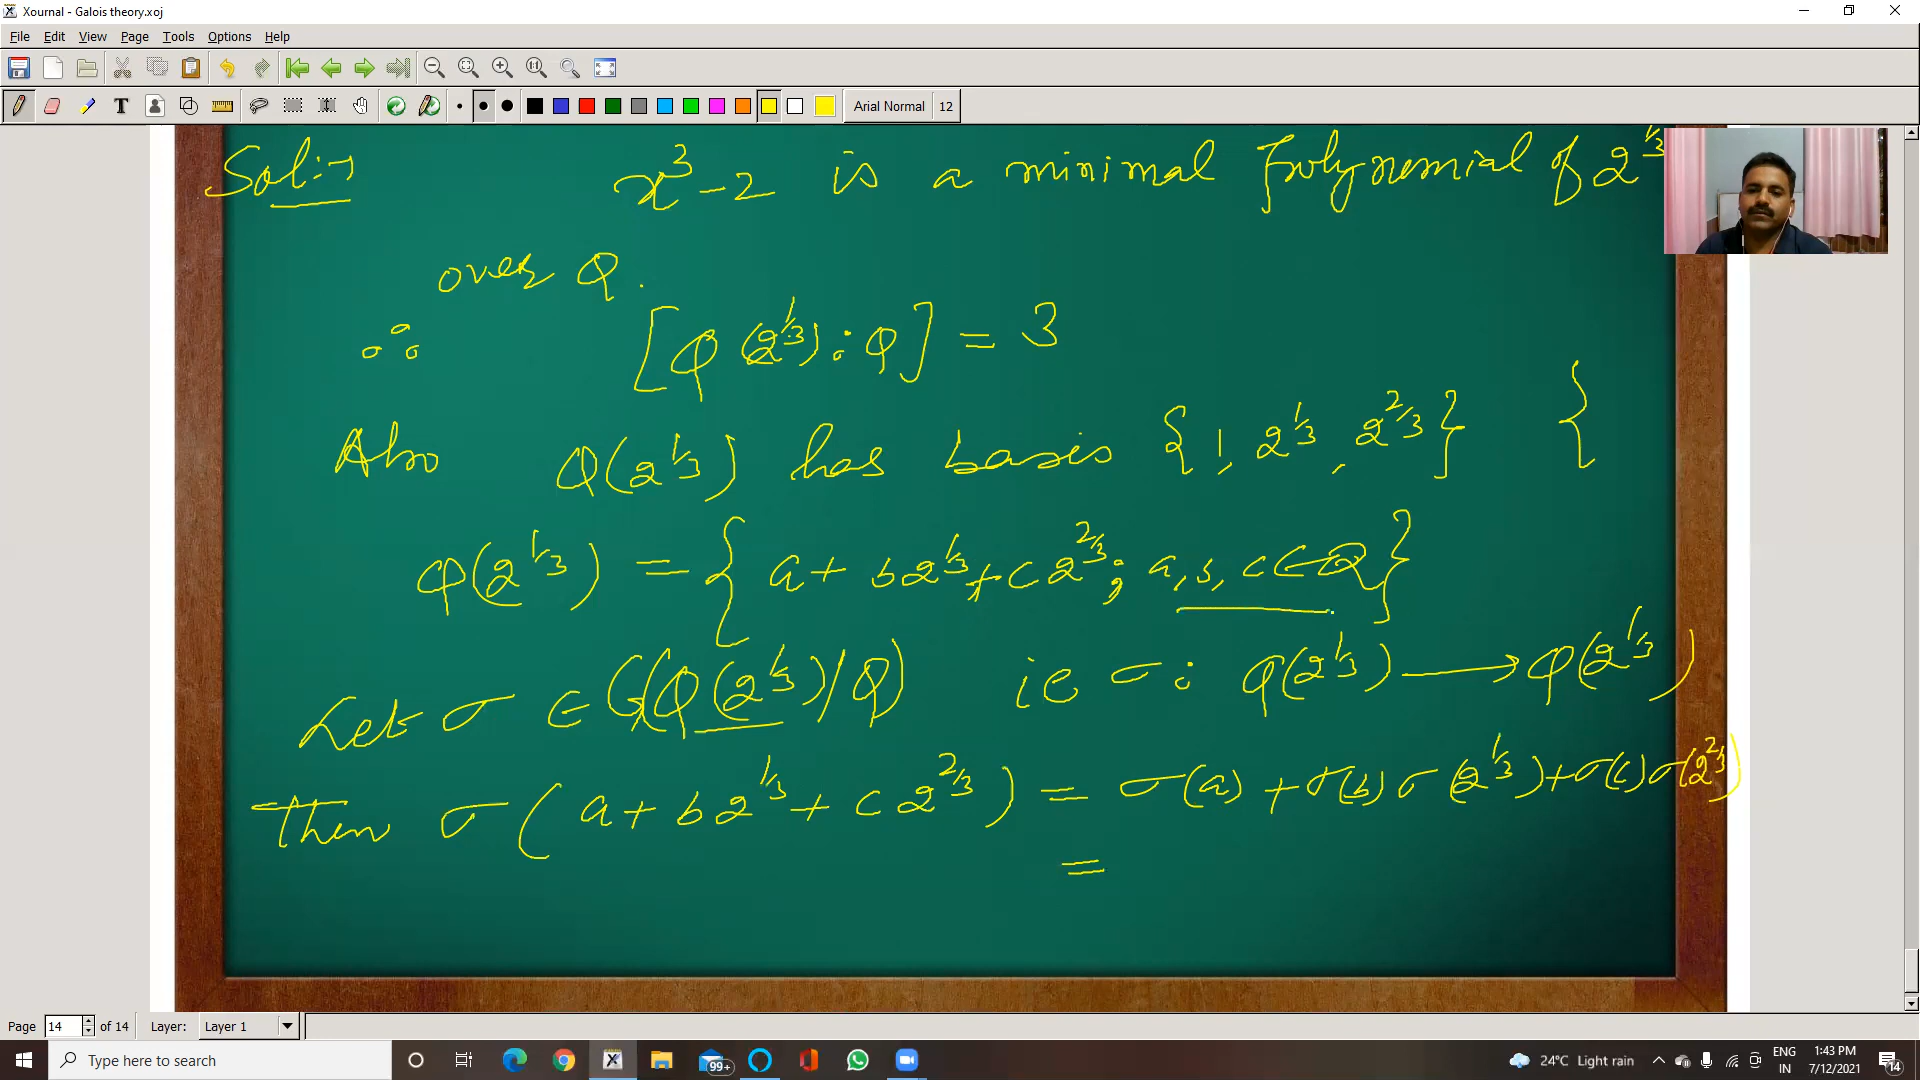 Xournal - Galois theory.xoj
File Edit View Page Tools Options Help
Arial Normal 12
Sol:- x³-2 is a minimal Polynomial of 2^1/3
over Q.
∴ [Q(2^1/3):Q] = 3
Also Q(2^1/3) has basis {1, 2^1/3, 2^2/3} {
Q(2^1/3) = {a+ b2^1/3+c2^2/3; a,b, c∈Q}
Let σ ∈ G(Q(2^1/3)/Q) ie σ: Q(2^1/3) ⟶ Q(2^1/3)
Then σ(a+b2^1/3+c2^2/3) = σ(a)+σ(b)σ(2^1/3)+σ(c)σ(2^2/3)
=
Page 14 of 14 Layer: Layer 1
Type here to search
99+
24°C Light rain
ENG
IN
1:43 PM
7/12/2021
14